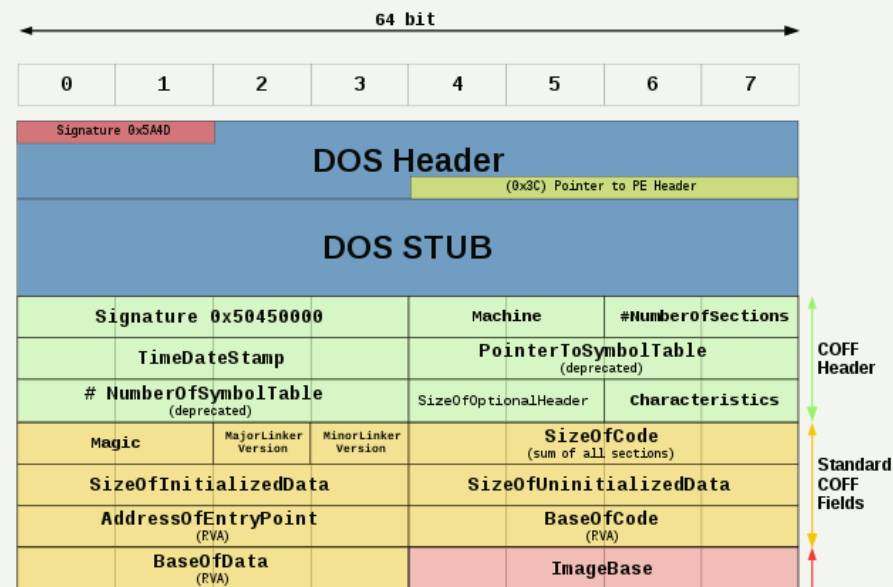 64 bit
0 1 2 3 4 5 6 7
Signature 0x5A4D
DOS Header
(0x3C) Pointer to PE Header
DOS STUB
Signature 0x50450000
Machine
#NumberOfSections
TimeDateStamp
PointerToSymbolTable
(deprecated)
COFF
Header
# NumberOfSymbolTable
(deprecated)
SizeOfOptionalHeader
Characteristics
Magic
MajorLinker
Version
MinorLinker
Version
SizeOfCode
(sum of all sections)
Standard
COFF
Fields
SizeOfInitializedData
SizeOfUninitializedData
AddressOfEntryPoint
(RVA)
BaseOfCode
(RVA)
BaseOfData
(RVA)
ImageBase